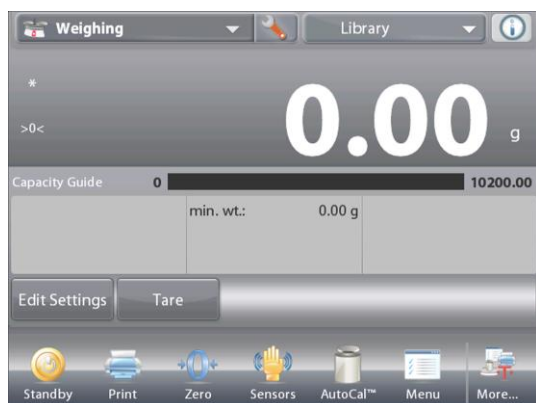 Weighing Library
*
>0<
0.00 g
Capacity Guide 0 10200.00
min. wt.: 0.00 g
Edit Settings Tare
Standby Print Zero Sensors AutoCal™ Menu More...